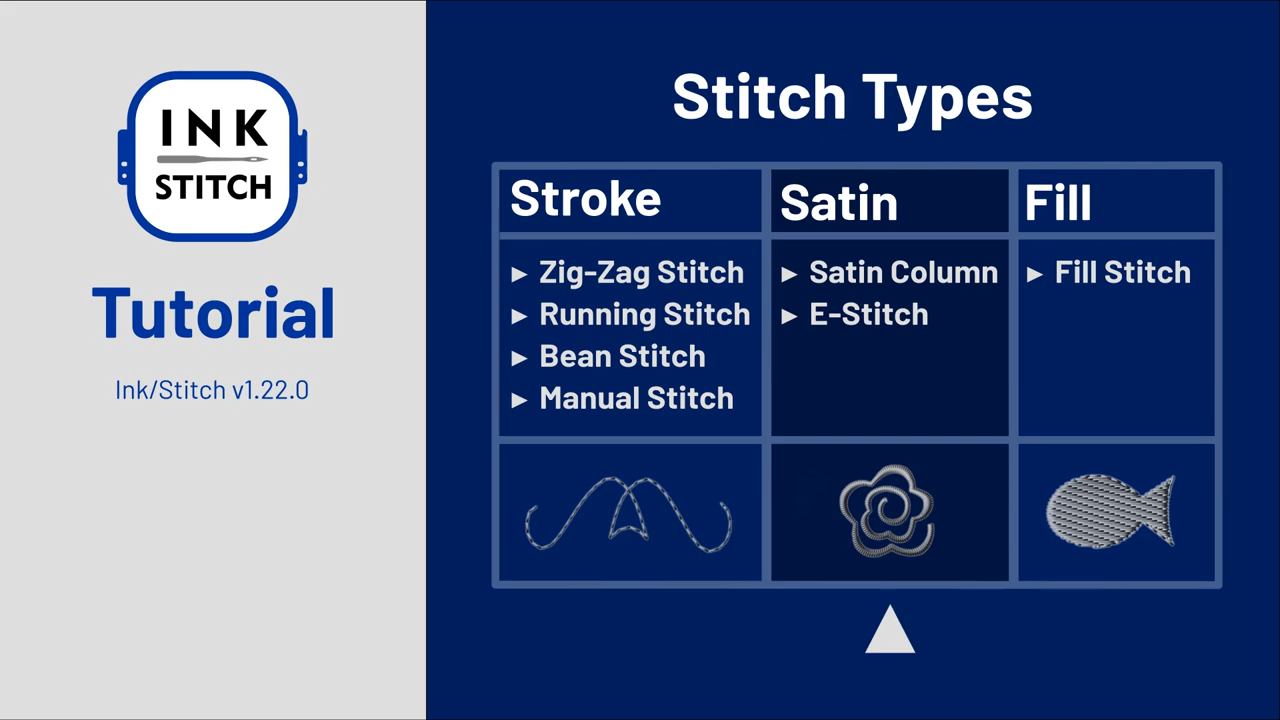 INK
STITCH
Tutorial
Ink/Stitch v1.22.0
Stitch Types
Stroke
► Zig-Zag Stitch
► Running Stitch
► Bean Stitch
► Manual Stitch
Satin
► Satin Column
► E-Stitch
Fill
► Fill Stitch